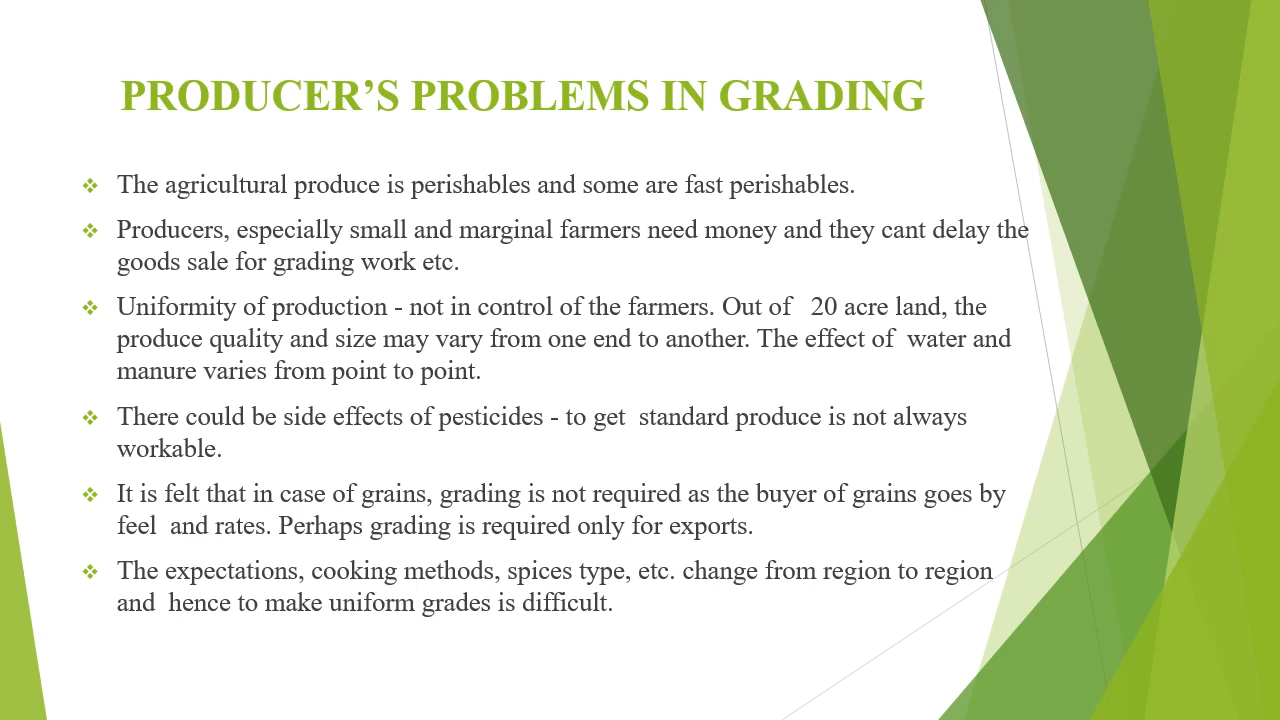 PRODUCER’S PROBLEMS IN GRADING
❖ The agricultural produce is perishables and some are fast perishables.
❖ Producers, especially small and marginal farmers need money and they cant delay the
goods sale for grading work etc.
❖ Uniformity of production - not in control of the farmers. Out of   20 acre land, the
produce quality and size may vary from one end to another. The effect of  water and
manure varies from point to point.
❖ There could be side effects of pesticides - to get  standard produce is not always
workable.
❖ It is felt that in case of grains, grading is not required as the buyer of grains goes by
feel  and rates. Perhaps grading is required only for exports.
❖ The expectations, cooking methods, spices type, etc. change from region to region
and  hence to make uniform grades is difficult.